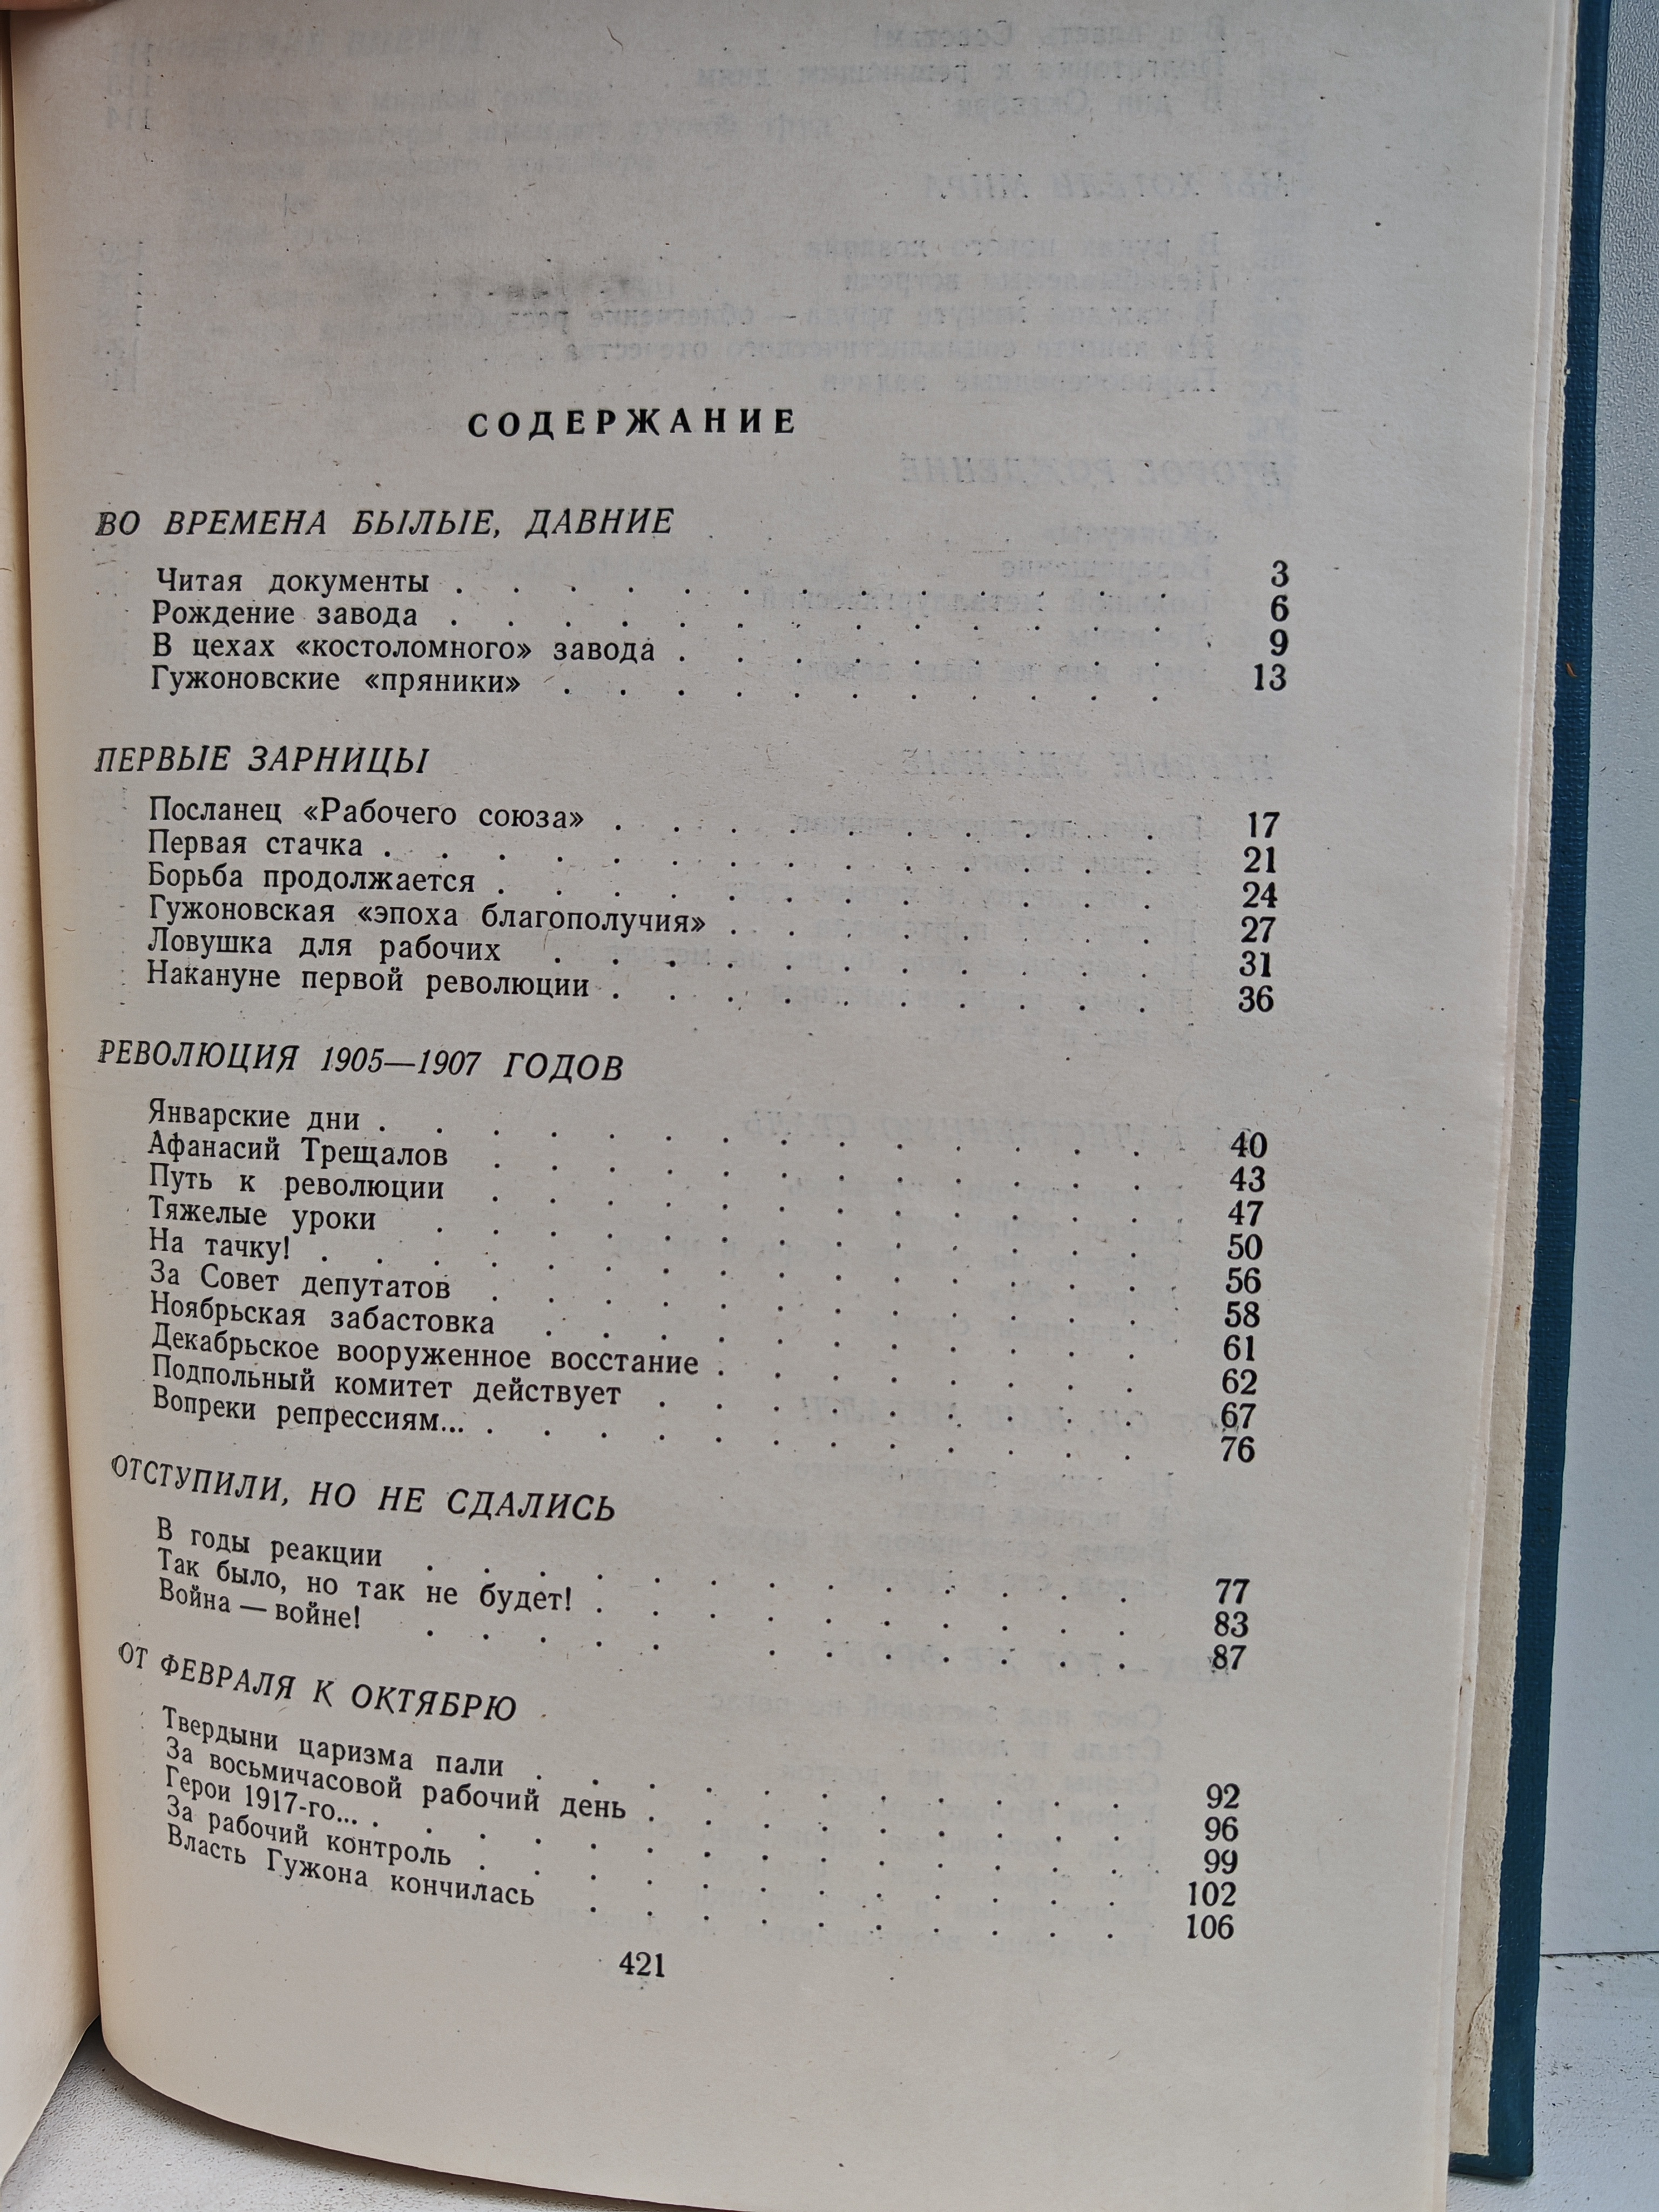 СОДЕРЖАНИЕ
ВО ВРЕМЕНА БЫЛЫЕ, ДАВНИЕ
Читая документы . . . . . . . . . . . . . 3
Рождение завода . . . . . . . . . . . . . 6
В цехах «костоломного» завода . . . . . . . . . . 9
Гужоновские «пряники» . . . . . . . . . . . 13
ПЕРВЫЕ ЗАРНИЦЫ
Посланец «Рабочего союза» . . . . . . . . . . 17
Первая стачка . . . . . . . . . . . . . . 21
Борьба продолжается . . . . . . . . . . . . 24
Гужоновская «эпоха благополучия» . . . . . . . . 27
Ловушка для рабочих . . . . . . . . . . . 31
Накануне первой революции . . . . . . . . . . 36
РЕВОЛЮЦИЯ 1905—1907 ГОДОВ
Январские дни . . . . . . . . . . . . . . 40
Афанасий Трещалов . . . . . . . . . . . . 43
Путь к революции . . . . . . . . . . . . 47
Тяжелые уроки . . . . . . . . . . . . . 50
На тачку! . . . . . . . . . . . . . . . 56
За Совет депутатов . . . . . . . . . . . . 58
Ноябрьская забастовка . . . . . . . . . . . 61
Декабрьское вооруженное восстание . . . . . . . . 62
Подпольный комитет действует . . . . . . . . . 67
Вопреки репрессиям... . . . . . . . . . . . . 76
ОТСТУПИЛИ, НО НЕ СДАЛИСЬ
В годы реакции . . . . . . . . . . . . . 77
Так было, но так не будет! . . . . . . . . . . 83
Война — войне! . . . . . . . . . . . . 87
ОТ ФЕВРАЛЯ К ОКТЯБРЮ
Твердыни царизма пали . . . . . . . . . . . 92
За восьмичасовой рабочий день . . . . . . . . . 96
Герои 1917-го... . . . . . . . . . . . . . . 99
За рабочий контроль . . . . . . . . . . . . 102
Власть Гужона кончилась . . . . . . . . . . 106
421